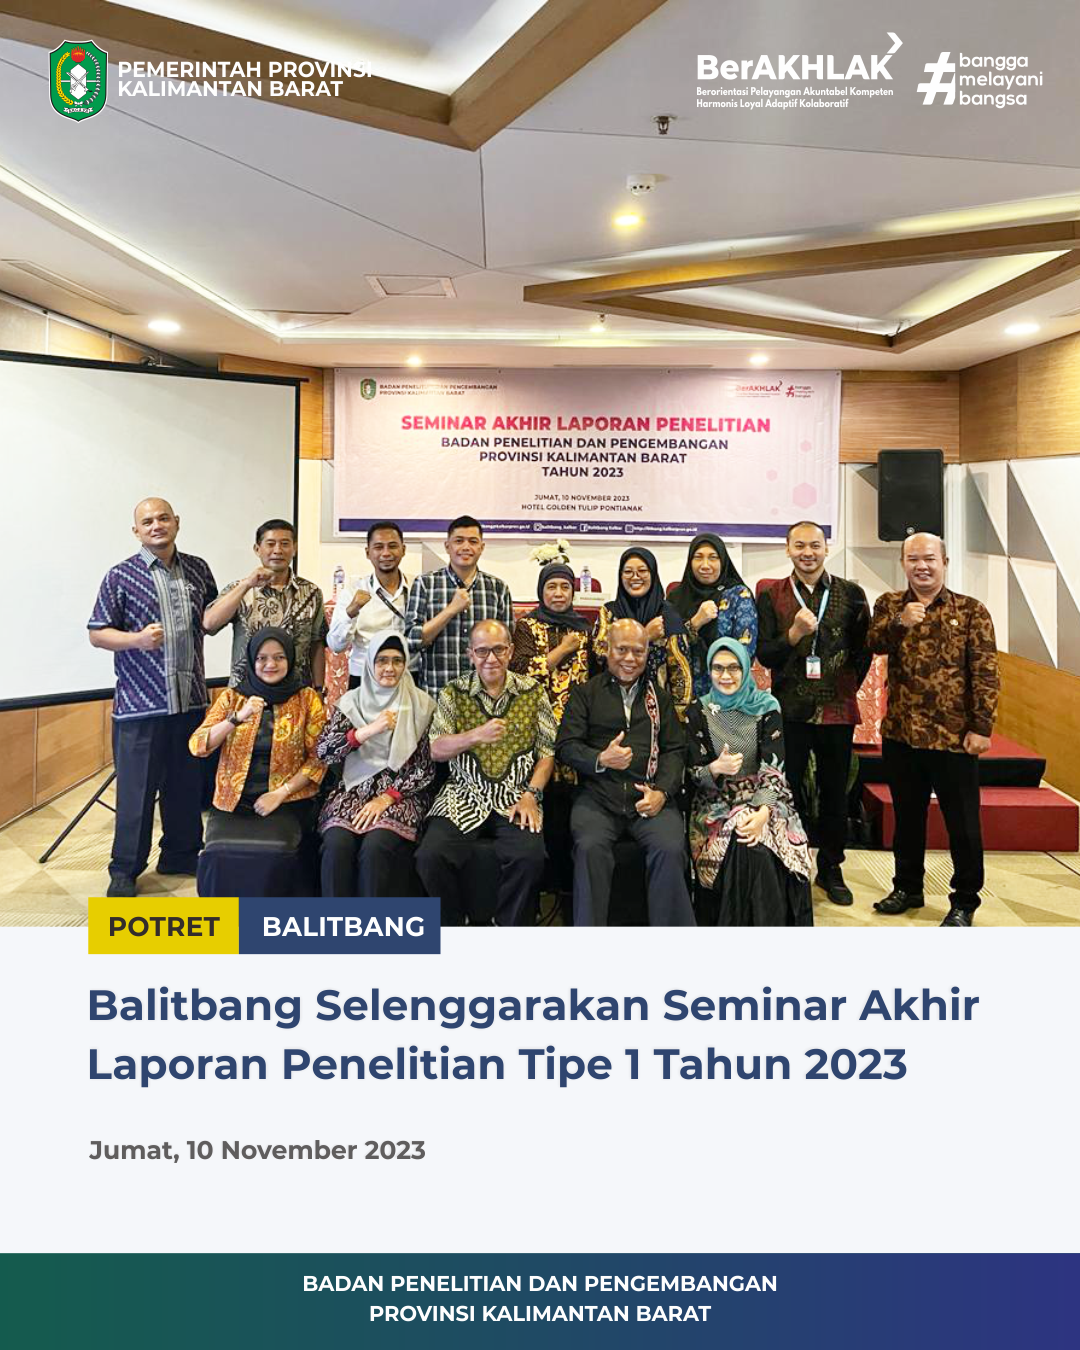 PEMERINTAH PROVINSI
KALIMANTAN BARAT
BerAKHLAK
Berorientasi Pelayangan Akuntabel Kompeten
Harmonis Loyal Adaptif Kolaboratif
#bangga
melayani
bangsa
BADAN PENELITIAN DAN PENGEMBANGAN
PROVINSI KALIMANTAN BARAT
BerAKHLAK
SEMINAR AKHIR LAPORAN PENELITIAN
BADAN PENELITIAN DAN PENGEMBANGAN
PROVINSI KALIMANTAN BARAT
TAHUN 2023
JUMAT, 10 NOVEMBER 2023
HOTEL GOLDEN TULIP PONTIANAK
POTRET BALITBANG
Balitbang Selenggarakan Seminar Akhir
Laporan Penelitian Tipe 1 Tahun 2023
Jumat, 10 November 2023
BADAN PENELITIAN DAN PENGEMBANGAN
PROVINSI KALIMANTAN BARAT